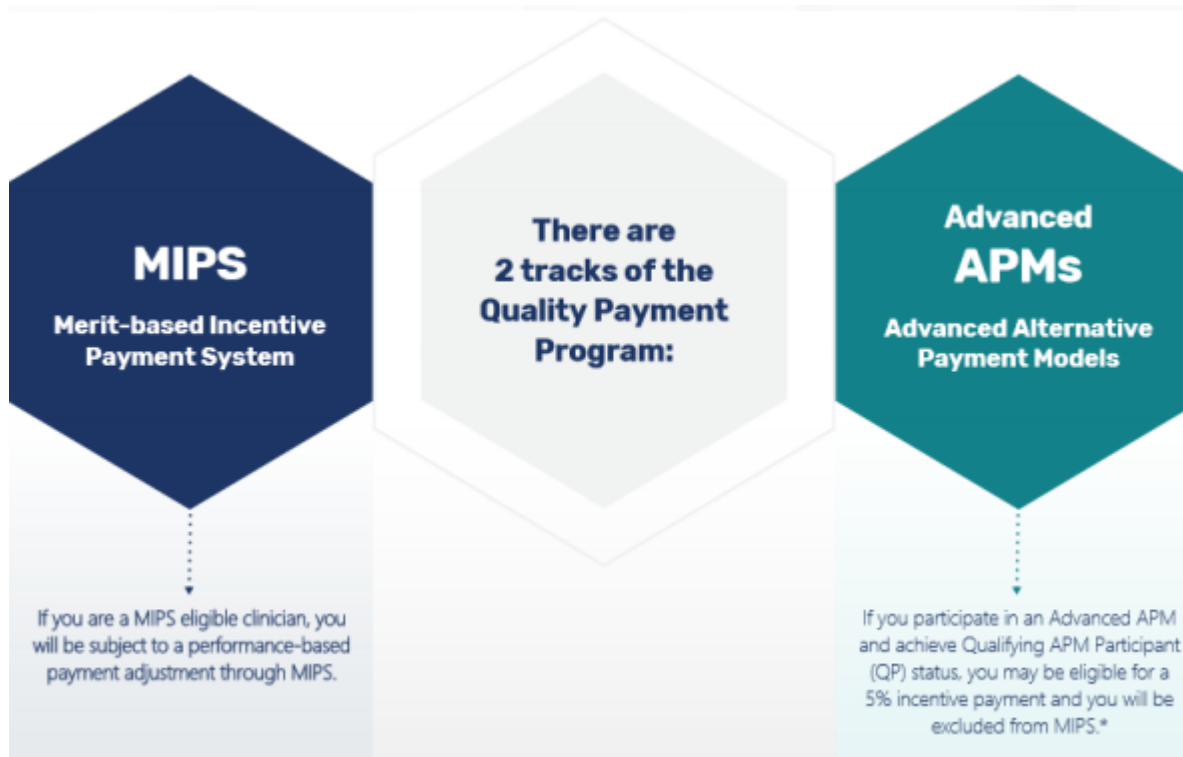 MIPS
Merit-based Incentive
Payment System
If you are a MIPS eligible clinician, you
will be subject to a performance-based
payment adjustment through MIPS.
There are
2 tracks of the
Quality Payment
Program:
Advanced
APMs
Advanced Alternative
Payment Models
If you participate in an Advanced APM
and achieve Qualifying APM Participant
(QP) status, you may be eligible for a
5% incentive payment and you will be
excluded from MIPS.*